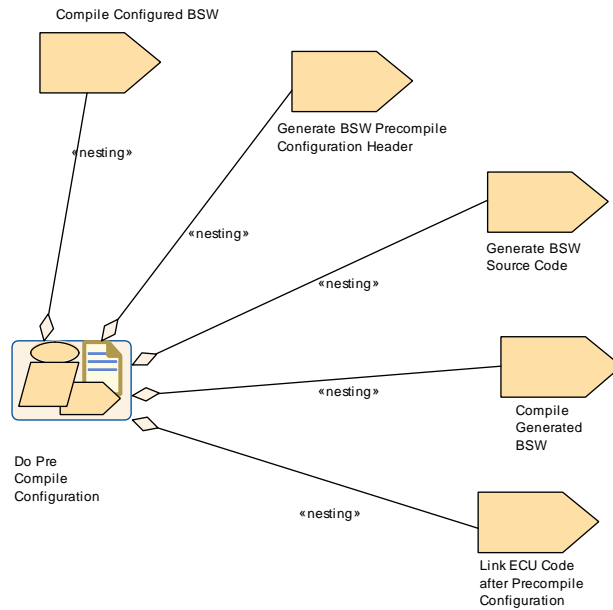 Compile Configured BSW
Generate BSW Precompile
Configuration Header
«nesting»
«nesting»
Generate BSW
Source Code
«nesting»
«nesting»
Compile
Generated
BSW
Do Pre
Compile
Configuration
«nesting»
Link ECU Code
after Precompile
Configuration